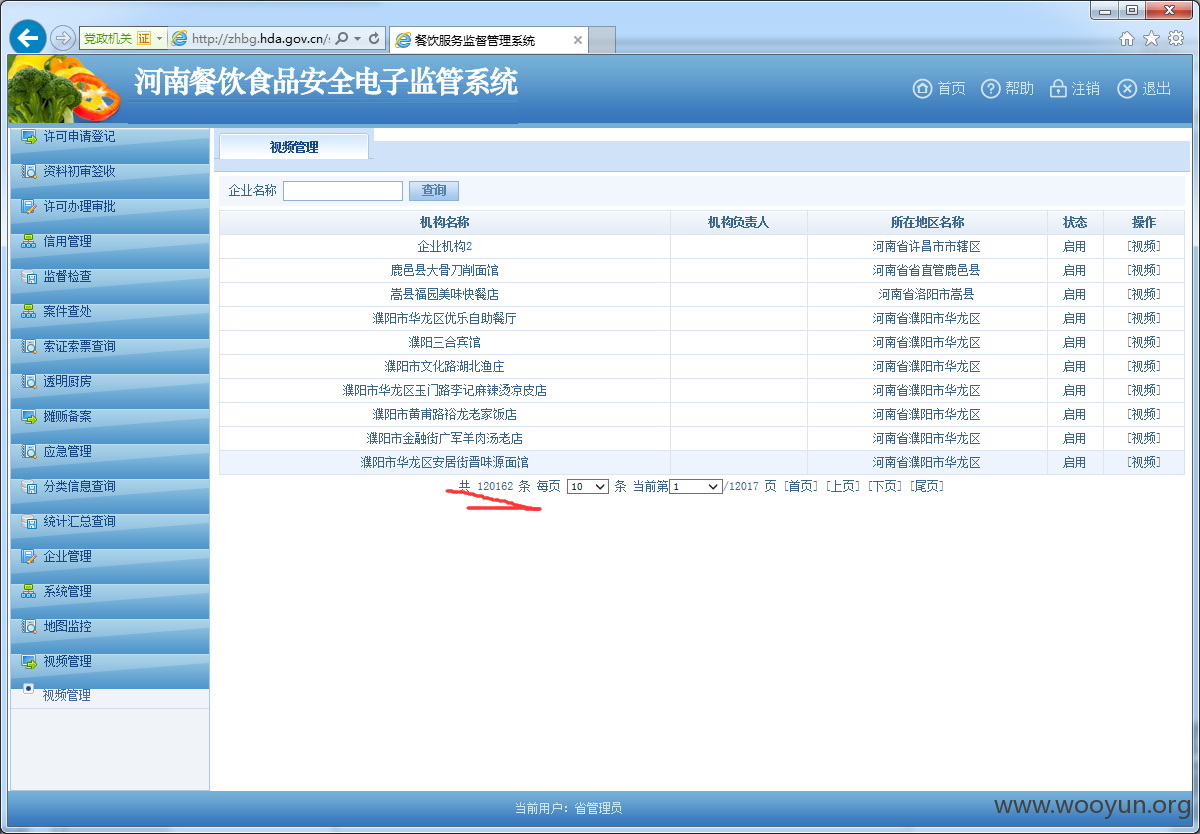 党政机关 证 http://zhbg.hda.gov.cn/: 餐饮服务监督管理系统
河南餐饮食品安全电子监管系统
首页 帮助 注销 退出
许可申请登记
资料初审签收
许可办理审批
信用管理
监督检查
案件查处
索证索票查询
透明厨房
摊贩备案
应急管理
分类信息查询
统计汇总查询
企业管理
系统管理
地图监控
视频管理
视频管理
视频管理
企业名称 查询
机构名称 机构负责人 所在地区名称 状态 操作
企业机构2 河南省许昌市市辖区 启用 [视频]
鹿邑县大骨刀削面馆 河南省省直管鹿邑县 启用 [视频]
嵩县福园美味快餐店 河南省洛阳市嵩县 启用 [视频]
濮阳市华龙区优乐自助餐厅 河南省濮阳市华龙区 启用 [视频]
濮阳三合宾馆 河南省濮阳市华龙区 启用 [视频]
濮阳市文化路湖北渔庄 河南省濮阳市华龙区 启用 [视频]
濮阳市华龙区玉门路李记麻辣烫凉皮店 河南省濮阳市华龙区 启用 [视频]
濮阳市黄甫路裕龙老家饭店 河南省濮阳市华龙区 启用 [视频]
濮阳市金融街广军羊肉汤老店 河南省濮阳市华龙区 启用 [视频]
濮阳市华龙区安居街晋味源面馆 河南省濮阳市华龙区 启用 [视频]
共 120162 条 每页 10 条 当前第 1 /12017 页 [首页] [上页] [下页] [尾页]
当前用户：省管理员
www.wooyun.org